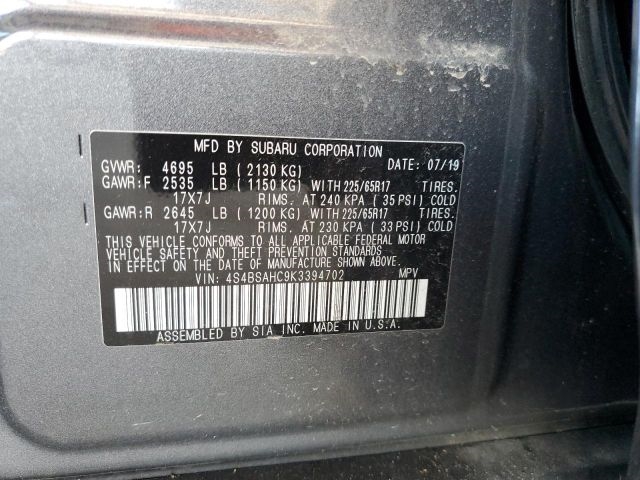 MFD BY SUBARU CORPORATION
GVWR: 4695 LB (2130 KG) DATE: 07/19
GAWR:F 2535 LB (1150 KG) WITH 225/65R17 TIRES.
17X7J RIMS. AT 240 KPA (35 PSI) COLD
GAWR:R 2645 LB (1200 KG) WITH 225/65R17 TIRES.
17X7J RIMS. AT 230 KPA (33 PSI) COLD
THIS VEHICLE CONFORMS TO ALL APPLICABLE FEDERAL MOTOR
VEHICLE SAFETY AND THEFT PREVENTION STANDARDS
IN EFFECT ON THE DATE OF MANUFACTURE SHOWN ABOVE.
VIN: 4S4BSAHC9K3394702 MPV
ASSEMBLED BY SIA INC. MADE IN U.S.A.